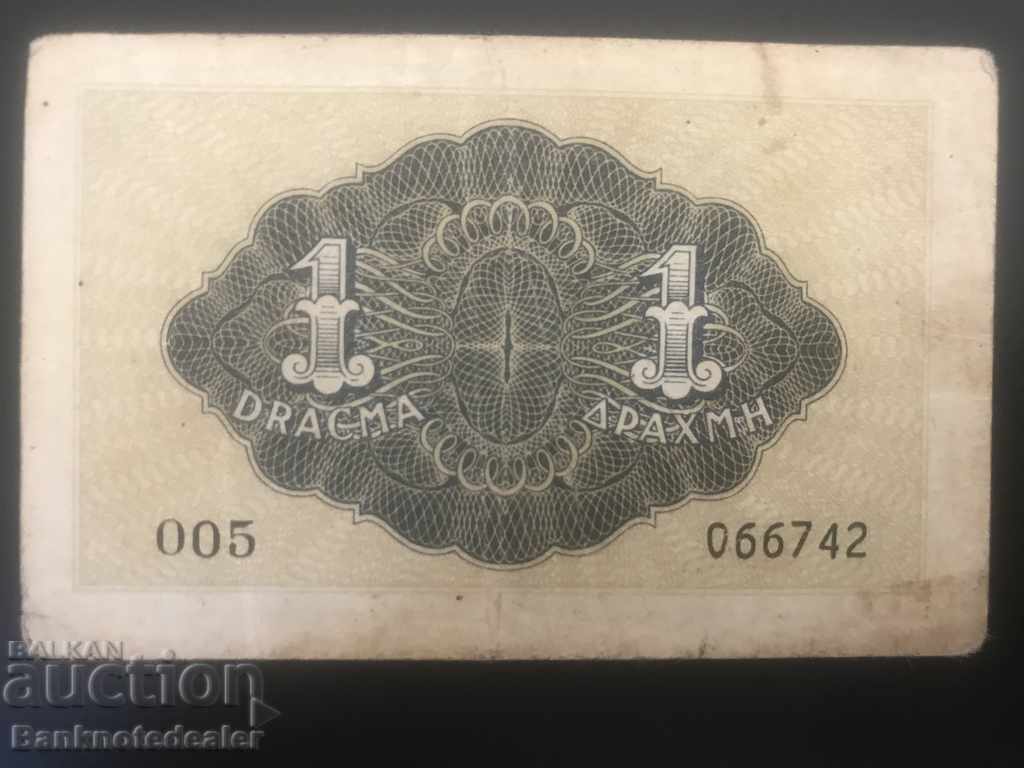 1 1
DRACMA ΔΡΑΧΜΗ
005 066742
BALKAN
auction
Banknotedealer